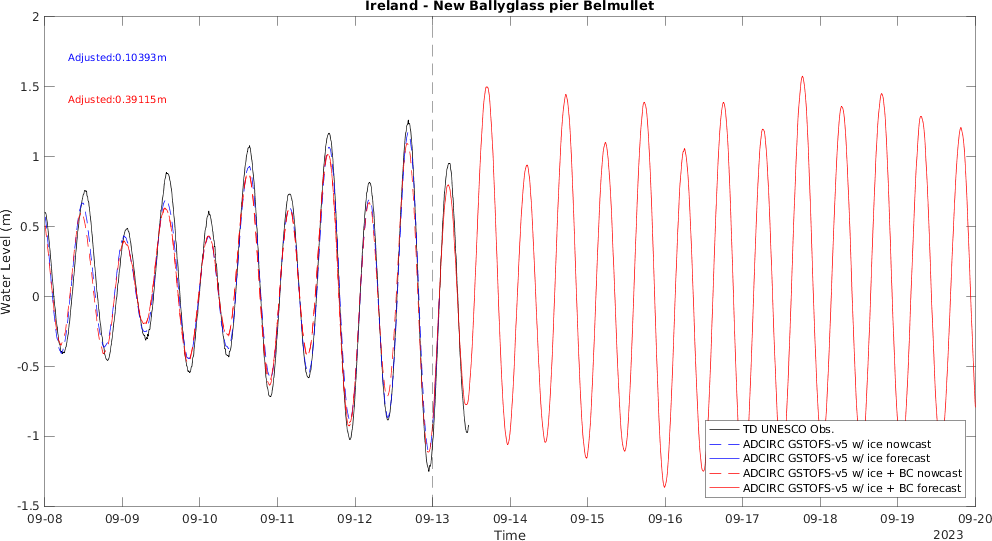 Ireland - New Ballyglass pier Belmullet
2
1.5
1
0.5
0
-0.5
-1
-1.5
Water Level (m)
Adjusted:0.10393m
Adjusted:0.39115m
TD UNESCO Obs.
ADCIRC GSTOFS-v5 w/ ice nowcast
ADCIRC GSTOFS-v5 w/ ice forecast
ADCIRC GSTOFS-v5 w/ ice + BC nowcast
ADCIRC GSTOFS-v5 w/ ice + BC forecast
09-08 09-09 09-10 09-11 09-12 09-13 09-14 09-15 09-16 09-17 09-18 09-19 09-20
Time
2023